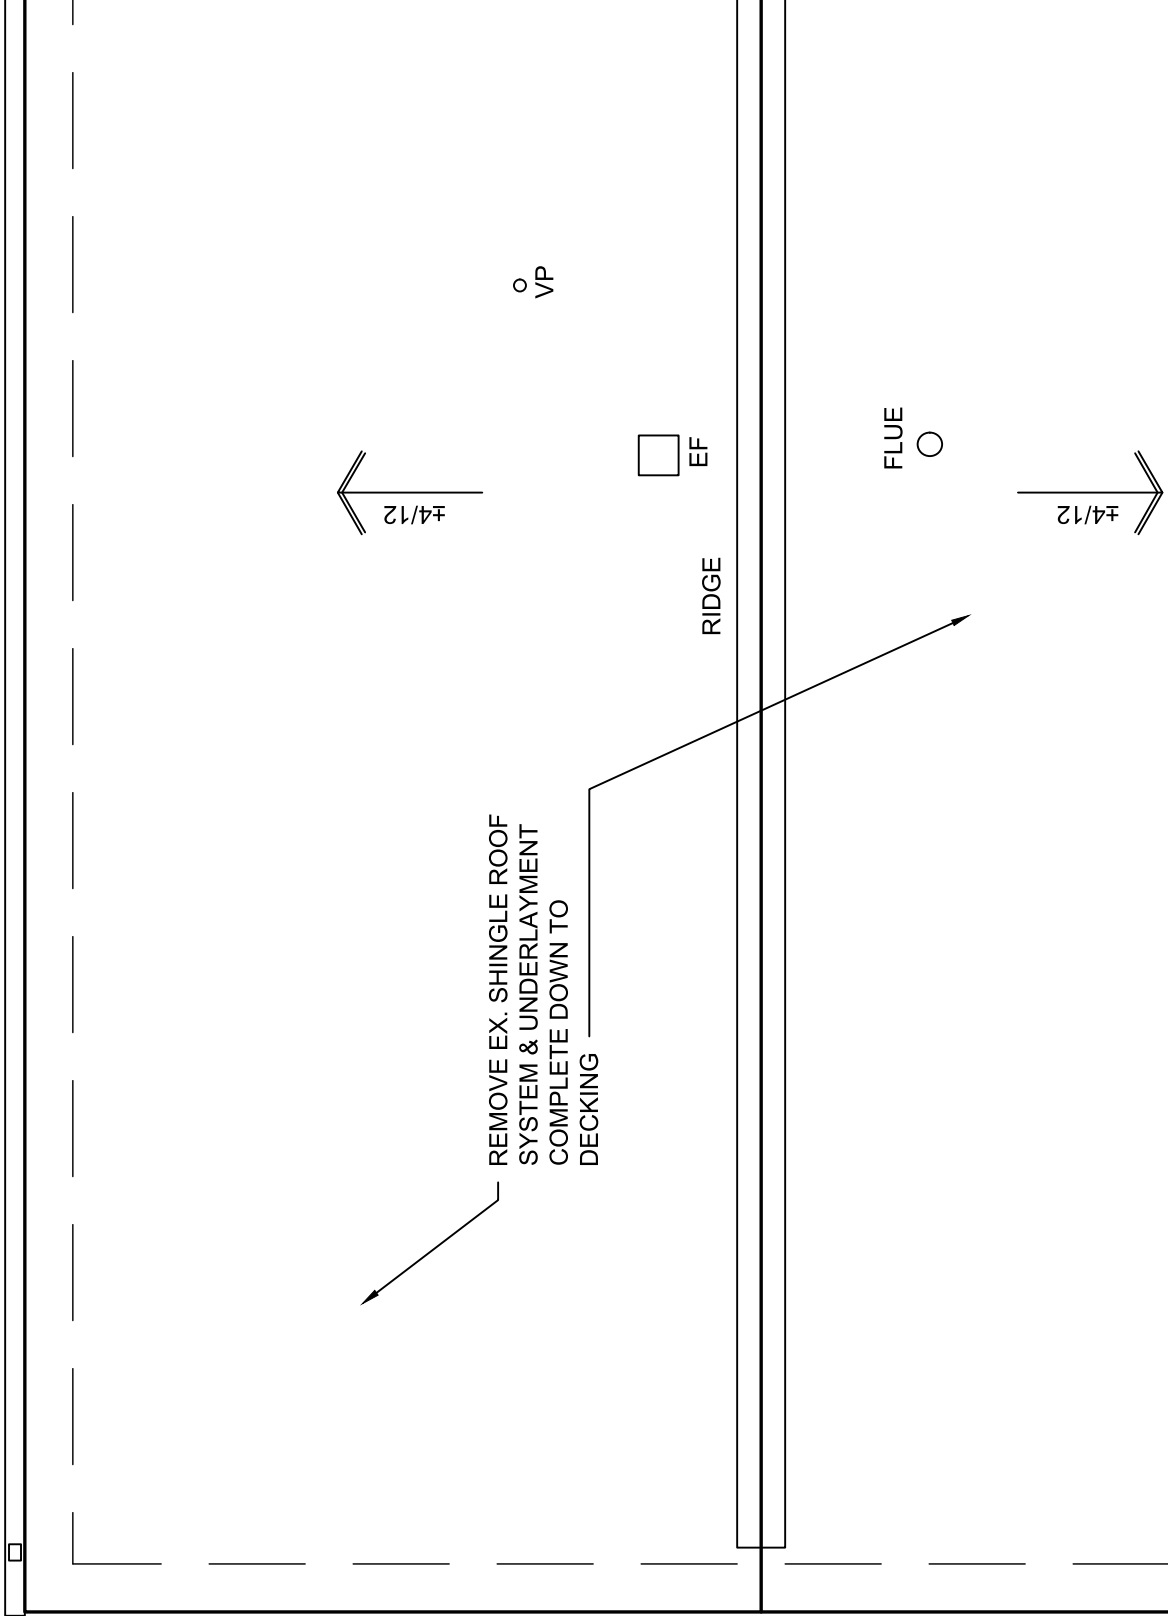 VP
EF
FLUE
±4/12
±4/12
RIDGE
REMOVE EX. SHINGLE ROOF
SYSTEM & UNDERLAYMENT
COMPLETE DOWN TO
DECKING